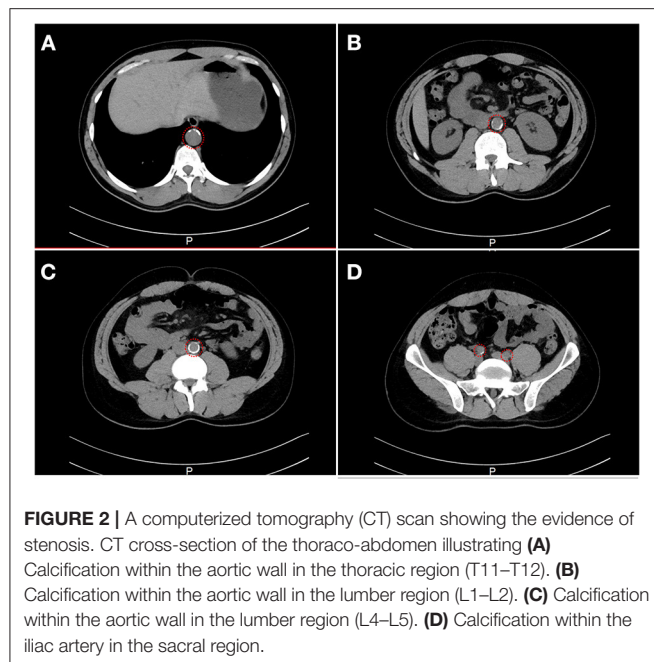 A
B
P
P
C
D
P
P
FIGURE 2 | A computerized tomography (CT) scan showing the evidence of
stenosis. CT cross-section of the thoraco-abdomen illustrating (A)
Calcification within the aortic wall in the thoracic region (T11–T12). (B)
Calcification within the aortic wall in the lumber region (L1–L2). (C) Calcification
within the aortic wall in the lumber region (L4–L5). (D) Calcification within the
iliac artery in the sacral region.